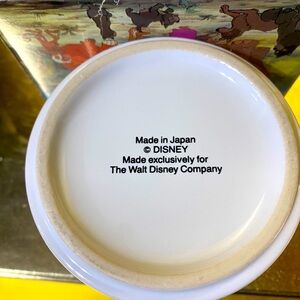 Made in Japan
© DISNEY
Made exclusively for
The Walt Disney Company